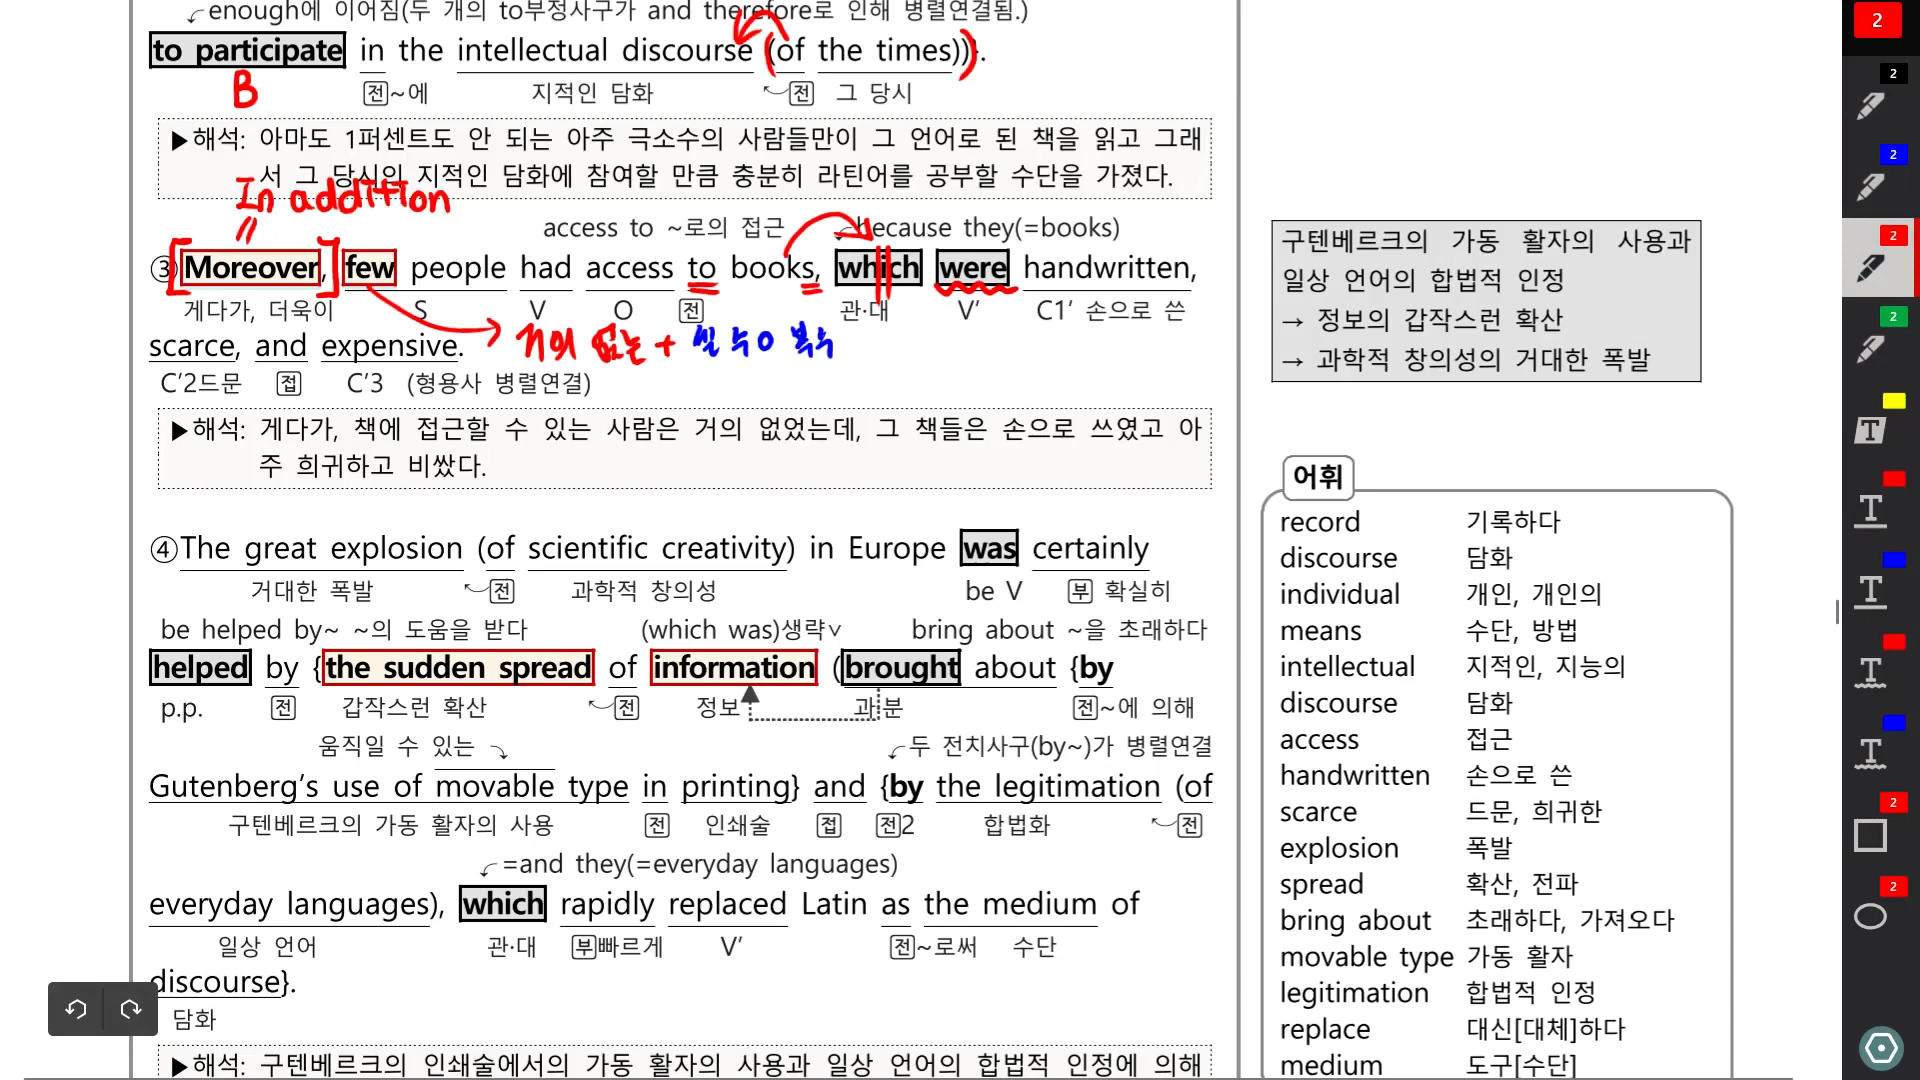 enough에 이어짐(두 개의 to부정사구가 and therefore로 인해 병렬연결됨.)
to participate in the intellectual discourse (of the times)}.
B
전~에 지적인 담화 전 그 당시
▶해석: 아마도 1퍼센트도 안 되는 아주 극소수의 사람들만이 그 언어로 된 책을 읽고 그래
서 그 당시의 지적인 담화에 참여할 만큼 충분히 라틴어를 공부할 수단을 가졌다.
In addition
access to ~로의 접근 because they(=books)
③Moreover, few people had access to books, which were handwritten,
게다가, 더욱이 S V O 전 관·대 V′ C1′ 손으로 쓴
scarce, and expensive.
거의 없는 + 셀 수 O 복수
C′2드문 접 C′3 (형용사 병렬연결)
▶해석: 게다가, 책에 접근할 수 있는 사람은 거의 없었는데, 그 책들은 손으로 쓰였고 아
주 희귀하고 비쌌다.
④The great explosion (of scientific creativity) in Europe was certainly
거대한 폭발 전 과학적 창의성 be V 부 확실히
be helped by~ ~의 도움을 받다 (which was)생략∨ bring about ~을 초래하다
helped by {the sudden spread of information (brought about {by
p.p. 전 갑작스런 확산 전 정보 과분 전~에 의해
움직일 수 있는 두 전치사구(by~)가 병렬연결
Gutenberg’s use of movable type in printing} and {by the legitimation (of
구텐베르크의 가동 활자의 사용 전 인쇄술 접 전2 합법화 전
=and they(=everyday languages)
everyday languages), which rapidly replaced Latin as the medium of
일상 언어 관·대 부빠르게 V′ 전~로써 수단
discourse}.
담화
▶해석: 구텐베르크의 인쇄술에서의 가동 활자의 사용과 일상 언어의 합법적 인정에 의해
구텐베르크의 가동 활자의 사용과
일상 언어의 합법적 인정
→ 정보의 갑작스런 확산
→ 과학적 창의성의 거대한 폭발
어휘
record 기록하다
discourse 담화
individual 개인, 개인의
means 수단, 방법
intellectual 지적인, 지능의
discourse 담화
access 접근
handwritten 손으로 쓴
scarce 드문, 희귀한
explosion 폭발
spread 확산, 전파
bring about 초래하다, 가져오다
movable type 가동 활자
legitimation 합법적 인정
replace 대신[대체]하다
medium 도구[수단]
2
2
2
2
2
T
T
T
T
T
2
2